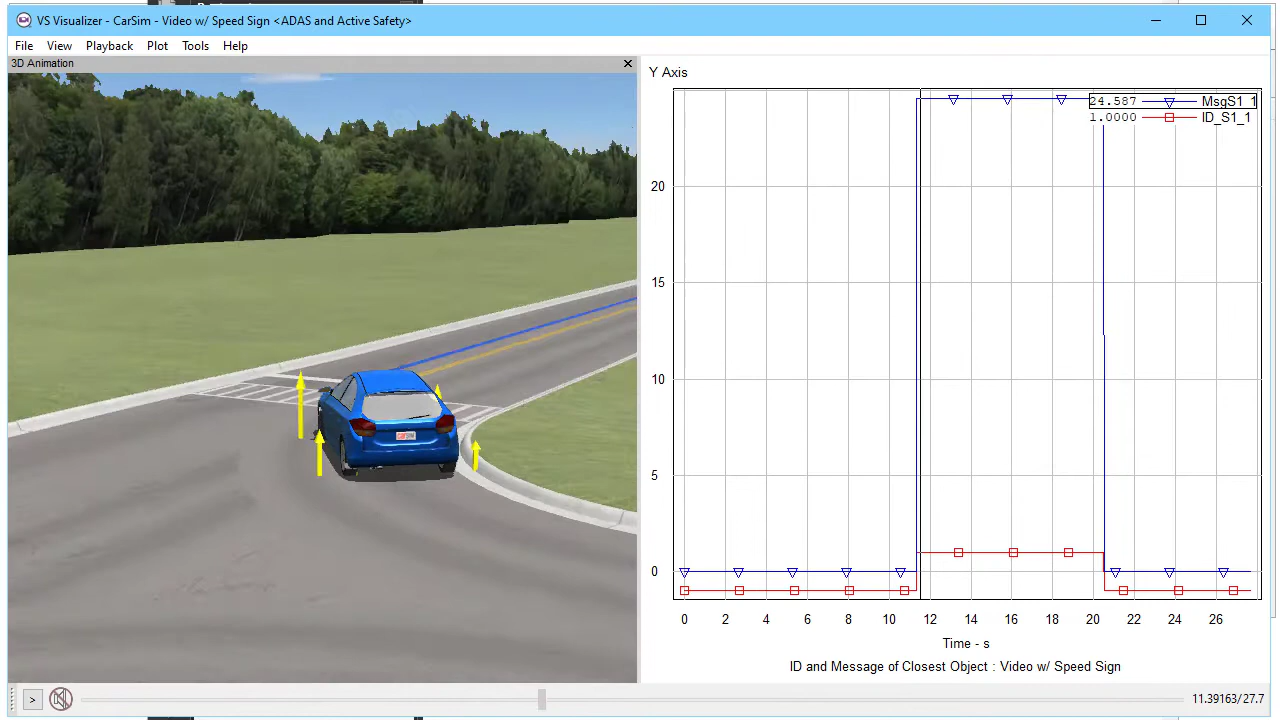 VS Visualizer - CarSim - Video w/ Speed Sign <ADAS and Active Safety>
File View Playback Plot Tools Help
3D Animation
Y Axis
24.587 MsgS1_1
1.0000 ID_S1_1
20
15
10
5
0
0 2 4 6 8 10 12 14 16 18 20 22 24 26
Time - s
ID and Message of Closest Object : Video w/ Speed Sign
carsim
>
11.39163/27.7